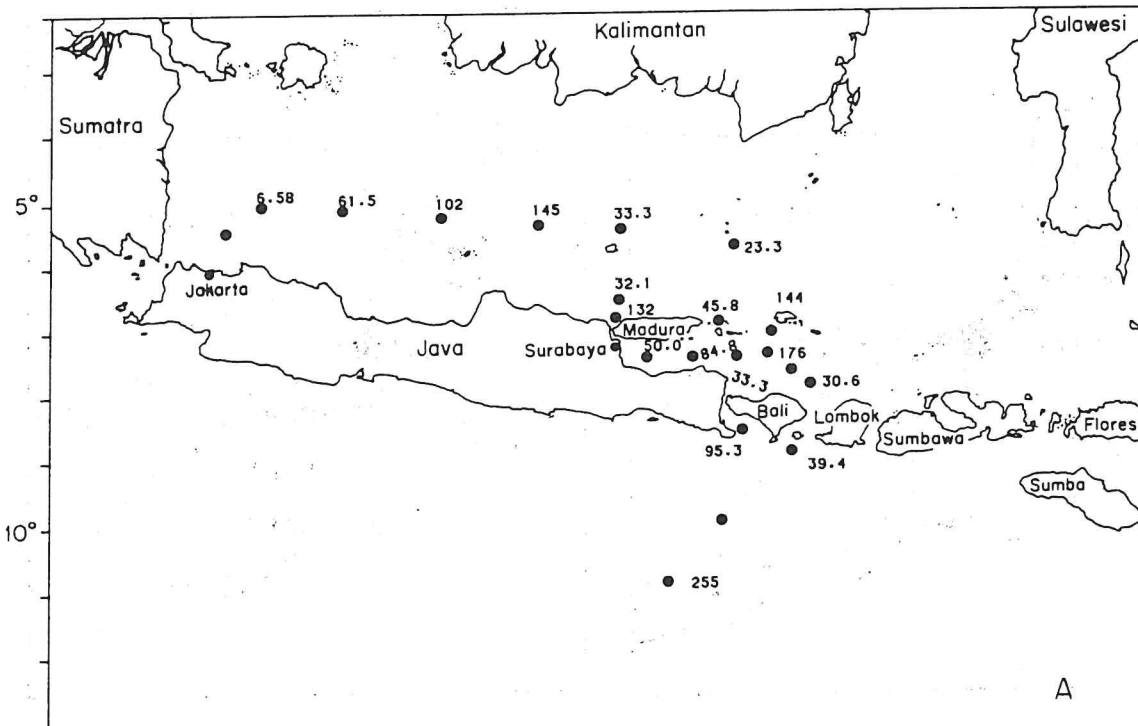 Kalimantan
Sulawesi
Sumatra
5°
6.58
61.5
102
145
33.3
23.3
Jakarta
32.1
132
45.8
144
Madura
Java
Surabaya
50.0
84.8
176
33.3
30.6
Bali
Lombok
Sumbawa
Flores
95.3
39.4
Sumba
10°
255
A